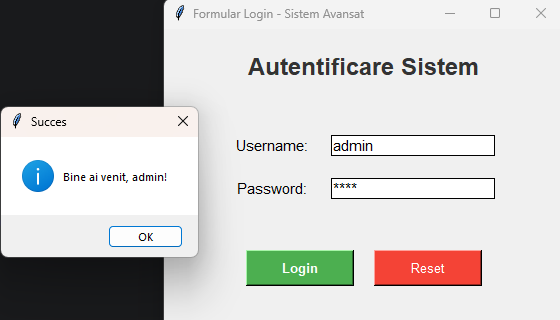 Formular Login - Sistem Avansat
Autentificare Sistem
Succes
Bine ai venit, admin!
OK
Username: admin
Password: ****
Login Reset